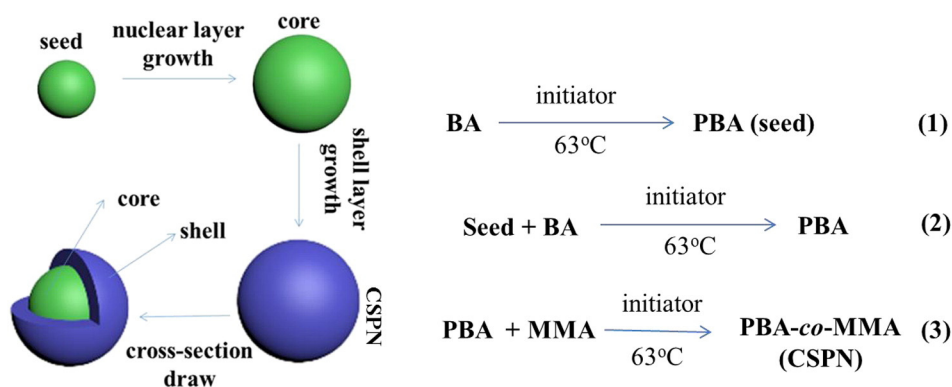 seed
nuclear layer
growth
core
shell layer
growth
core
shell
CSPN
cross-section
draw
initiator
BA PBA (seed) (1)
63°C
initiator
Seed + BA PBA (2)
63°C
initiator
PBA + MMA PBA-co-MMA (3)
63°C (CSPN)